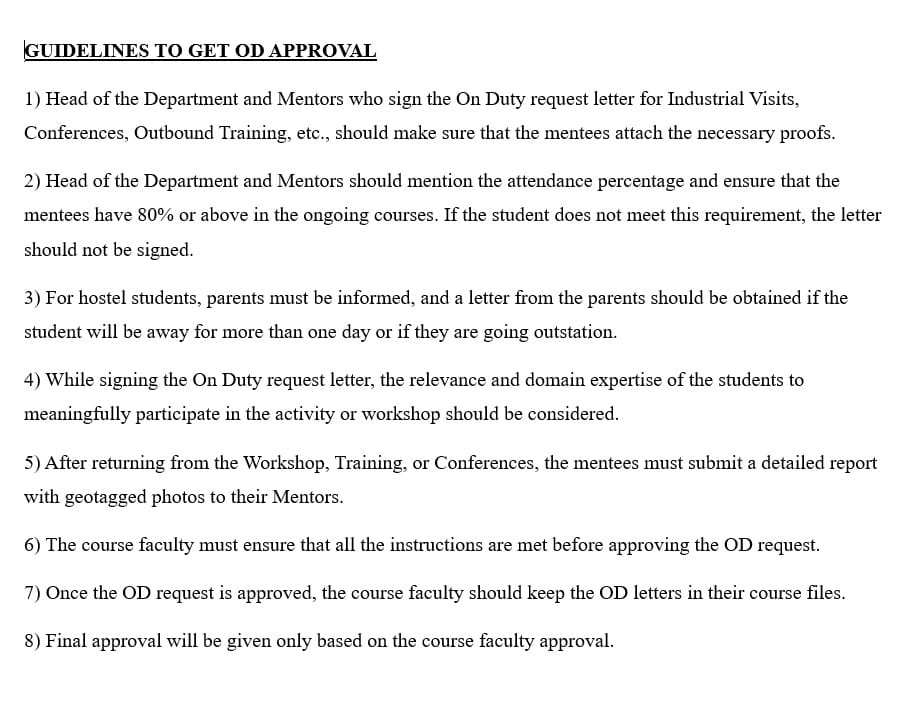 GUIDELINES TO GET OD APPROVAL
1) Head of the Department and Mentors who sign the On Duty request letter for Industrial Visits,
Conferences, Outbound Training, etc., should make sure that the mentees attach the necessary proofs.
2) Head of the Department and Mentors should mention the attendance percentage and ensure that the
mentees have 80% or above in the ongoing courses. If the student does not meet this requirement, the letter
should not be signed.
3) For hostel students, parents must be informed, and a letter from the parents should be obtained if the
student will be away for more than one day or if they are going outstation.
4) While signing the On Duty request letter, the relevance and domain expertise of the students to
meaningfully participate in the activity or workshop should be considered.
5) After returning from the Workshop, Training, or Conferences, the mentees must submit a detailed report
with geotagged photos to their Mentors.
6) The course faculty must ensure that all the instructions are met before approving the OD request.
7) Once the OD request is approved, the course faculty should keep the OD letters in their course files.
8) Final approval will be given only based on the course faculty approval.